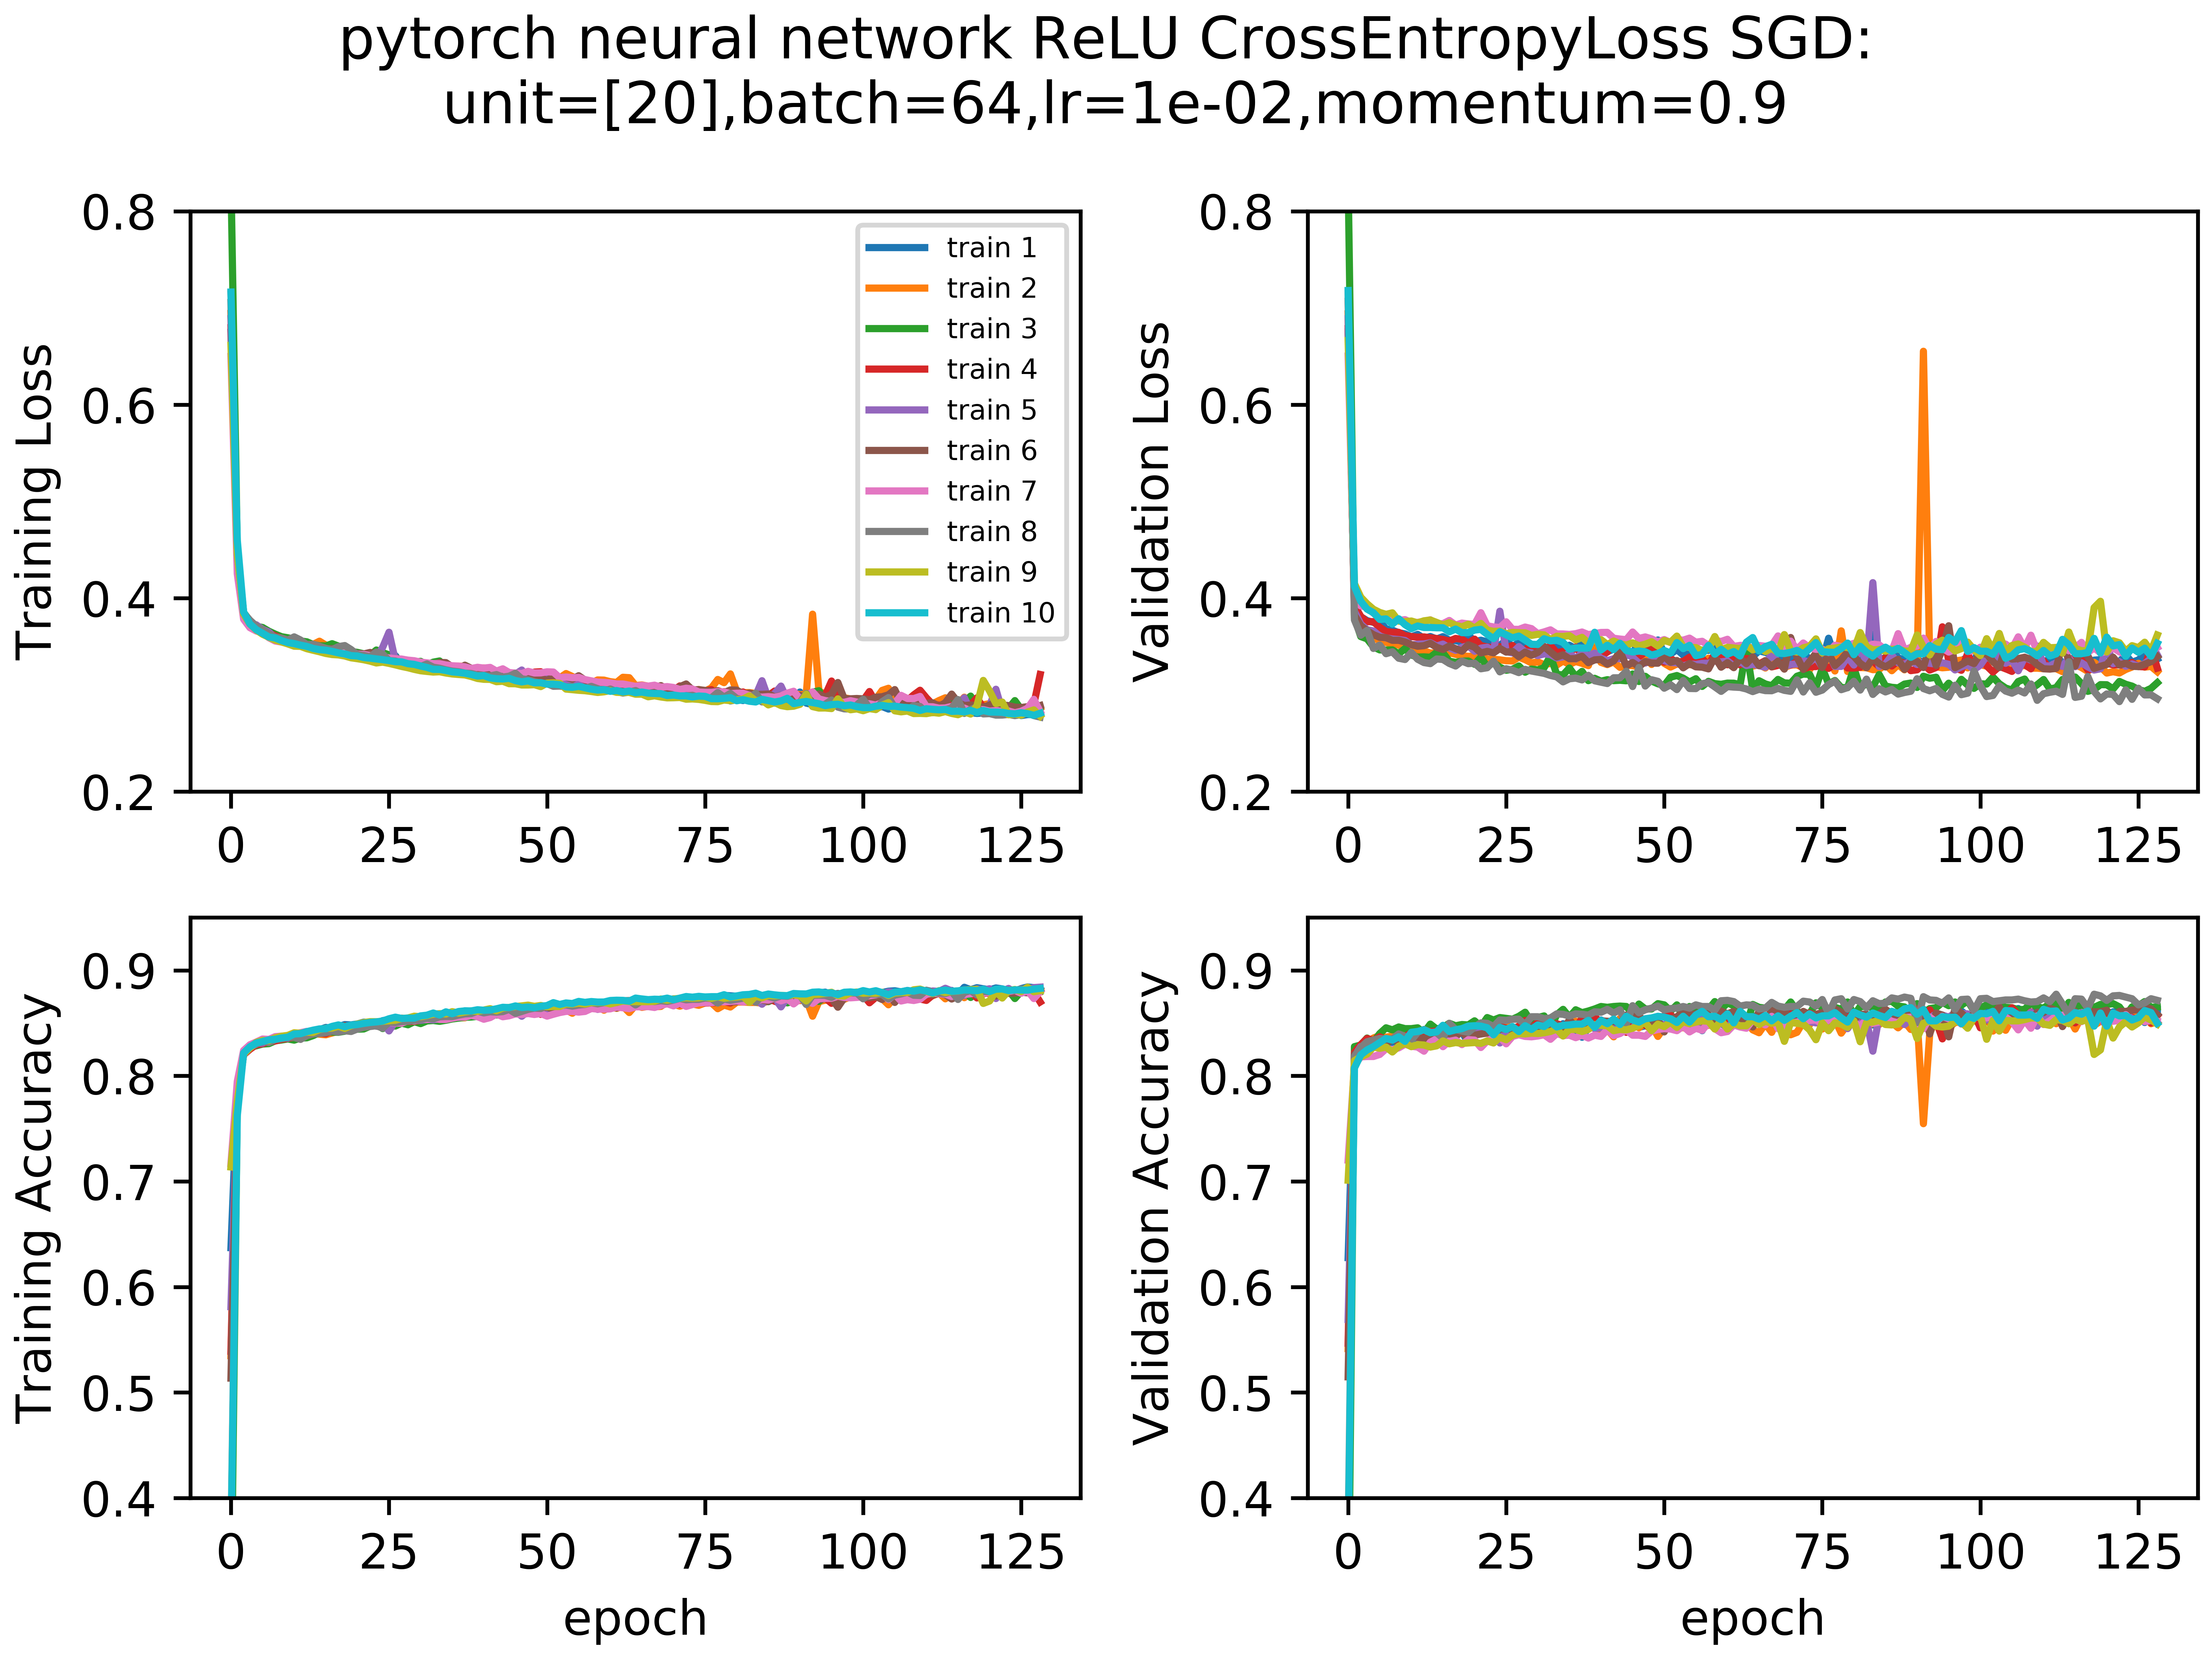 pytorch neural network ReLU CrossEntropyLoss SGD:
unit=[20],batch=64,lr=1e-02,momentum=0.9
Training Loss
0.8
0.6
0.4
0.2
0 25 50 75 100 125
train 1
train 2
train 3
train 4
train 5
train 6
train 7
train 8
train 9
train 10
Validation Loss
0.8
0.6
0.4
0.2
0 25 50 75 100 125
Training Accuracy
0.9
0.8
0.7
0.6
0.5
0.4
0 25 50 75 100 125
epoch
Validation Accuracy
0.9
0.8
0.7
0.6
0.5
0.4
0 25 50 75 100 125
epoch